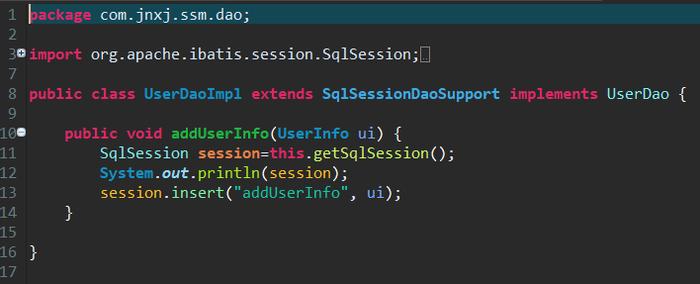 1 package com.jnxj.ssm.dao;
2
3 import org.apache.ibatis.session.SqlSession;
7
8 public class UserDaoImpl extends SqlSessionDaoSupport implements UserDao {
9
10     public void addUserInfo(UserInfo ui) {
11         SqlSession session=this.getSqlSession();
12         System.out.println(session);
13         session.insert("addUserInfo", ui);
14     }
15
16 }
17